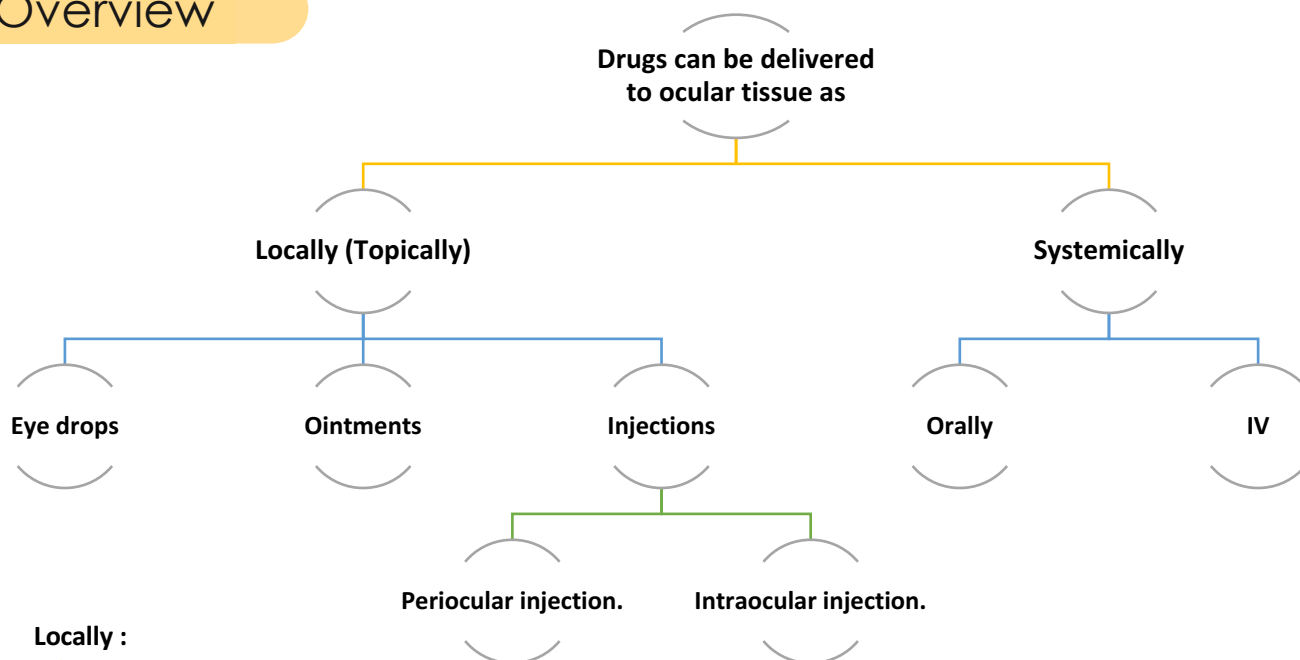 Overview
Drugs can be delivered
to ocular tissue as
Locally (Topically)
Systemically
Eye drops
Ointments
Injections
Orally
IV
Periocular injection.
Intraocular injection.
Locally :